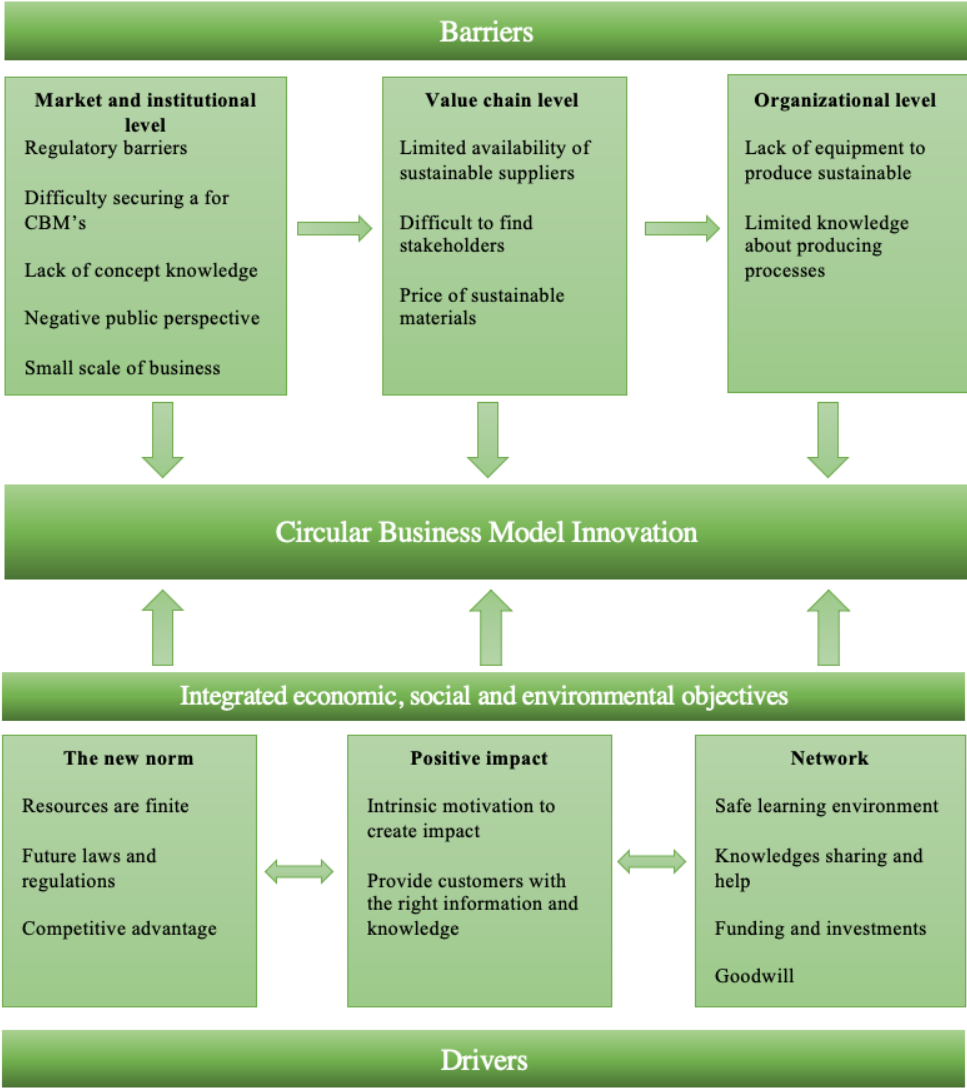 Barriers
Market and institutional
level
Regulatory barriers
Difficulty securing a for
CBM’s
Lack of concept knowledge
Negative public perspective
Small scale of business
Value chain level
Limited availability of
sustainable suppliers
Difficult to find
stakeholders
Price of sustainable
materials
Organizational level
Lack of equipment to
produce sustainable
Limited knowledge
about producing
processes
Circular Business Model Innovation
Integrated economic, social and environmental objectives
The new norm
Resources are finite
Future laws and
regulations
Competitive advantage
Positive impact
Intrinsic motivation to
create impact
Provide customers with
the right information and
knowledge
Network
Safe learning environment
Knowledges sharing and
help
Funding and investments
Goodwill
Drivers